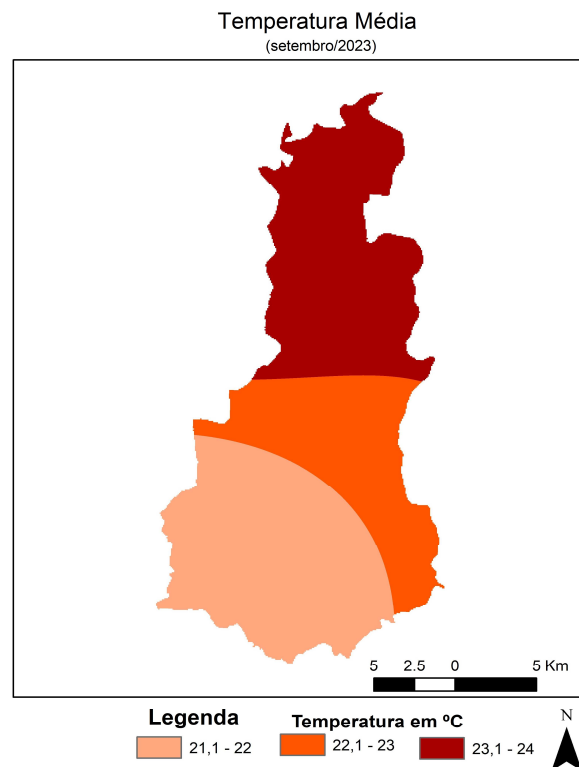 Temperatura Média
(setembro/2023)
5 2.5 0 5 Km
Legenda Temperatura em ºC N
21,1 - 22 22,1 - 23 23,1 - 24